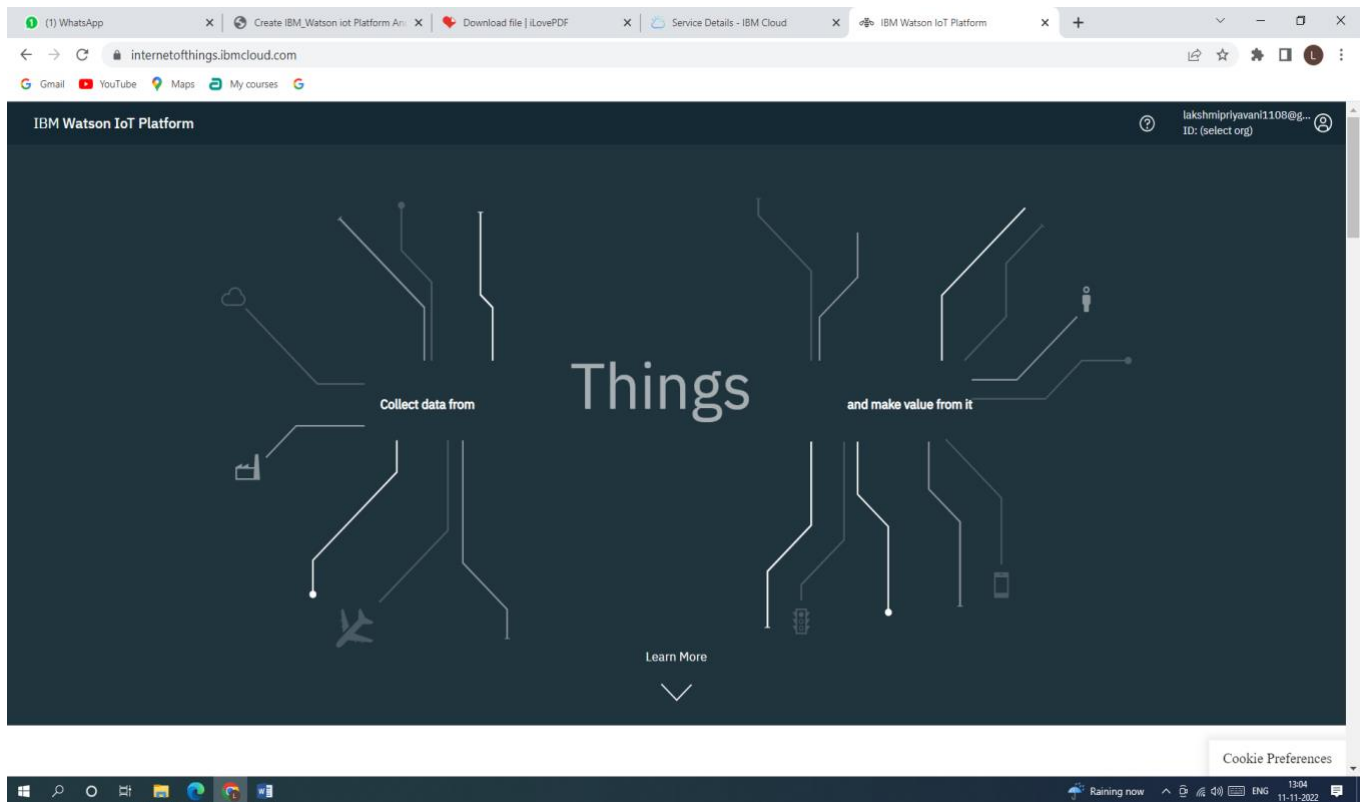 (1) WhatsApp
Create IBM_Watson iot Platform An
Download file | iLovePDF
Service Details - IBM Cloud
IBM Watson IoT Platform
internetofthings.ibmcloud.com
L
Gmail
YouTube
Maps
My courses
IBM Watson IoT Platform
lakshmipriyavani1108@g...
ID: (select org)
Things
Collect data from
and make value from it
Learn More
Cookie Preferences
Raining now
ENG
13:04
11-11-2022